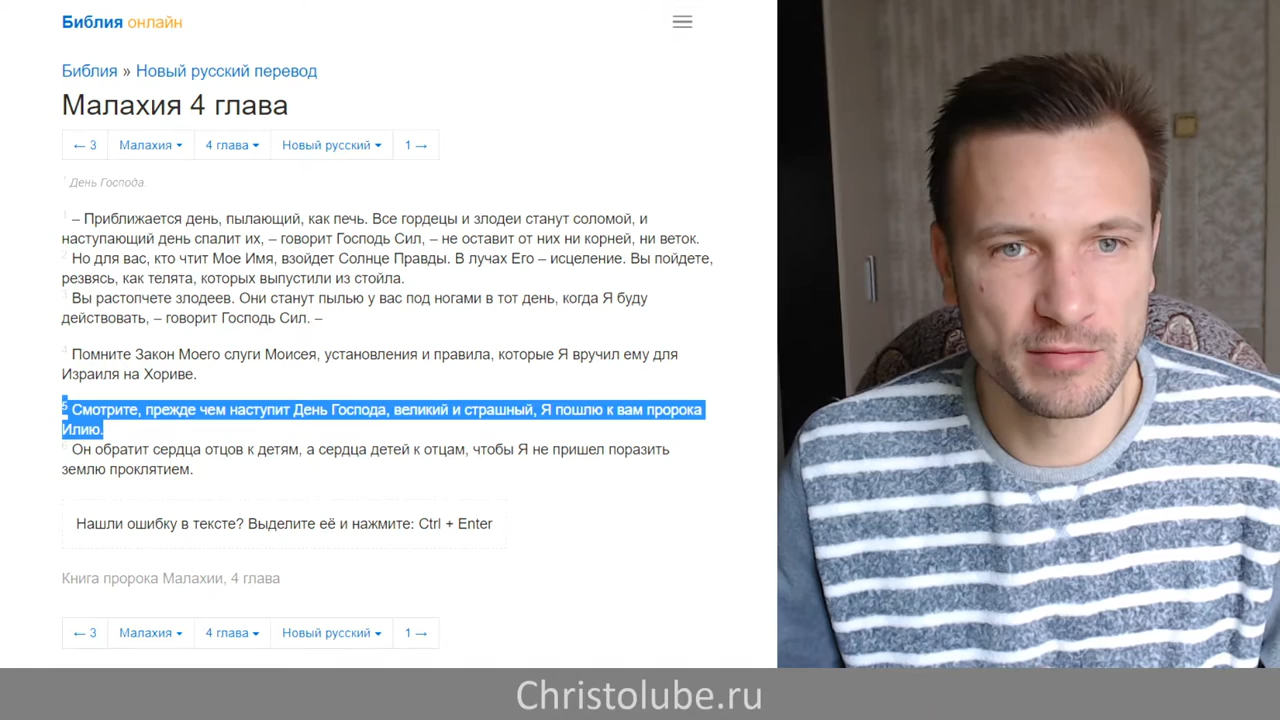 Библия онлайн
Библия » Новый русский перевод
Малахия 4 глава
← 3 Малахия 4 глава Новый русский 1 →
1 День Господа.
1 – Приближается день, пылающий, как печь. Все гордецы и злодеи станут соломой, и
наступающий день спалит их, – говорит Господь Сил, – не оставит от них ни корней, ни веток.
2 Но для вас, кто чтит Мое Имя, взойдет Солнце Правды. В лучах Его – исцеление. Вы пойдете,
резвясь, как телята, которых выпустили из стойла.
3 Вы растопчете злодеев. Они станут пылью у вас под ногами в тот день, когда Я буду
действовать, – говорит Господь Сил. –
4 Помните Закон Моего слуги Моисея, установления и правила, которые Я вручил ему для
Израиля на Хориве.
5 Смотрите, прежде чем наступит День Господа, великий и страшный, Я пошлю к вам пророка
Илию.
6 Он обратит сердца отцов к детям, а сердца детей к отцам, чтобы Я не пришел поразить
землю проклятием.
Нашли ошибку в тексте? Выделите её и нажмите: Ctrl + Enter
Книга пророка Малахии, 4 глава
← 3 Малахия 4 глава Новый русский 1 →
Christolube.ru